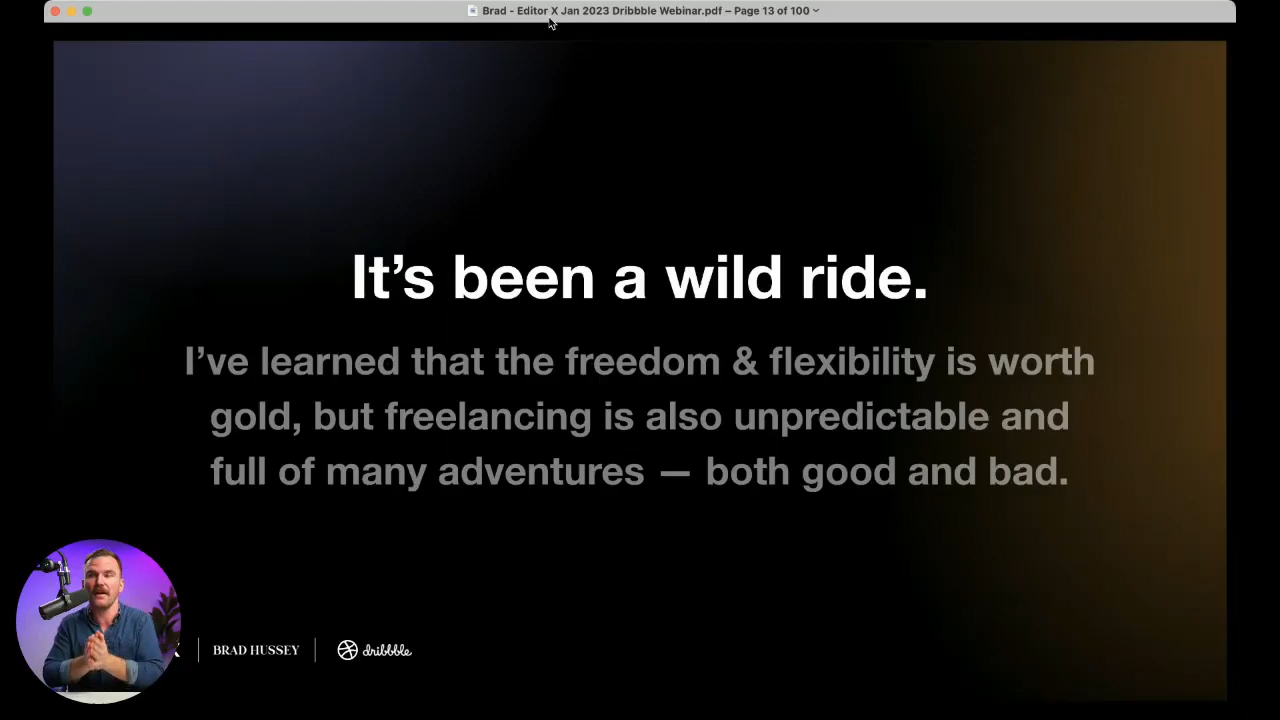 Brad - Editor X Jan 2023 Dribbble Webinar.pdf – Page 13 of 100
It’s been a wild ride.
I’ve learned that the freedom & flexibility is worth
gold, but freelancing is also unpredictable and
full of many adventures — both good and bad.
BRAD HUSSEY
dribbble